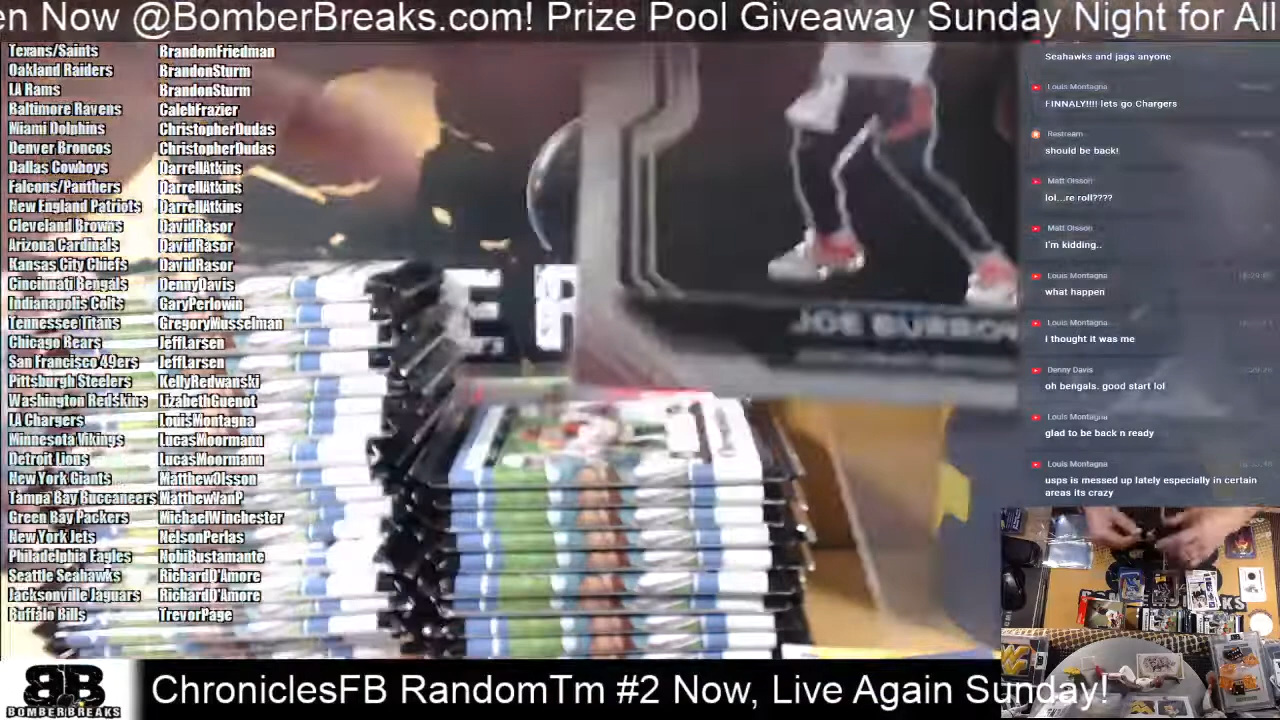 en Now @BomberBreaks.com! Prize Pool Giveaway Sunday Night for All
Texans/Saints BrandomFriedman
Oakland Raiders BrandonSturm
LA Rams BrandonSturm
Baltimore Ravens CalebFrazier
Miami Dolphins ChristopherDudas
Denver Broncos ChristopherDudas
Dallas Cowboys DarrellAtkins
Falcons/Panthers DarrellAtkins
New England Patriots DarrellAtkins
Cleveland Browns DavidRasor
Arizona Cardinals DavidRasor
Kansas City Chiefs DavidRasor
Cincinnati Bengals DennyDavis
Indianapolis Colts GaryPerlowin
Tennessee Titans GregoryMusselman
Chicago Bears JeffLarsen
San Francisco 49ers JeffLarsen
Pittsburgh Steelers KellyRedwanski
Washington Redskins LizabethGuenot
LA Chargers LouisMontagna
Minnesota Vikings LucasMoormann
Detroit Lions LucasMoormann
New York Giants MatthewOlsson
Tampa Bay Buccaneers MatthewVanP.
Green Bay Packers MichaelWinchester
New York Jets NelsonPerlas
Philadelphia Eagles NobiBustamante
Seattle Seahawks RichardD'Amore
Jacksonville Jaguars RichardD'Amore
Buffalo Bills TrevorPage
ER
JOE BURROW
Seahawks and jags anyone
Louis Montagna
FINNALY!!!! lets go Chargers
Restream
should be back!
Matt Olsson
lol...re roll????
Matt Olsson
I'm kidding..
Louis Montagna
what happen
Louis Montagna
i thought it was me
Denny Davis
oh bengals. good start lol
Louis Montagna
glad to be back n ready
Louis Montagna
usps is messed up lately especially in certain
areas its crazy
BB
BOMBERBREAKS
ChroniclesFB RandomTm #2 Now, Live Again Sunday!